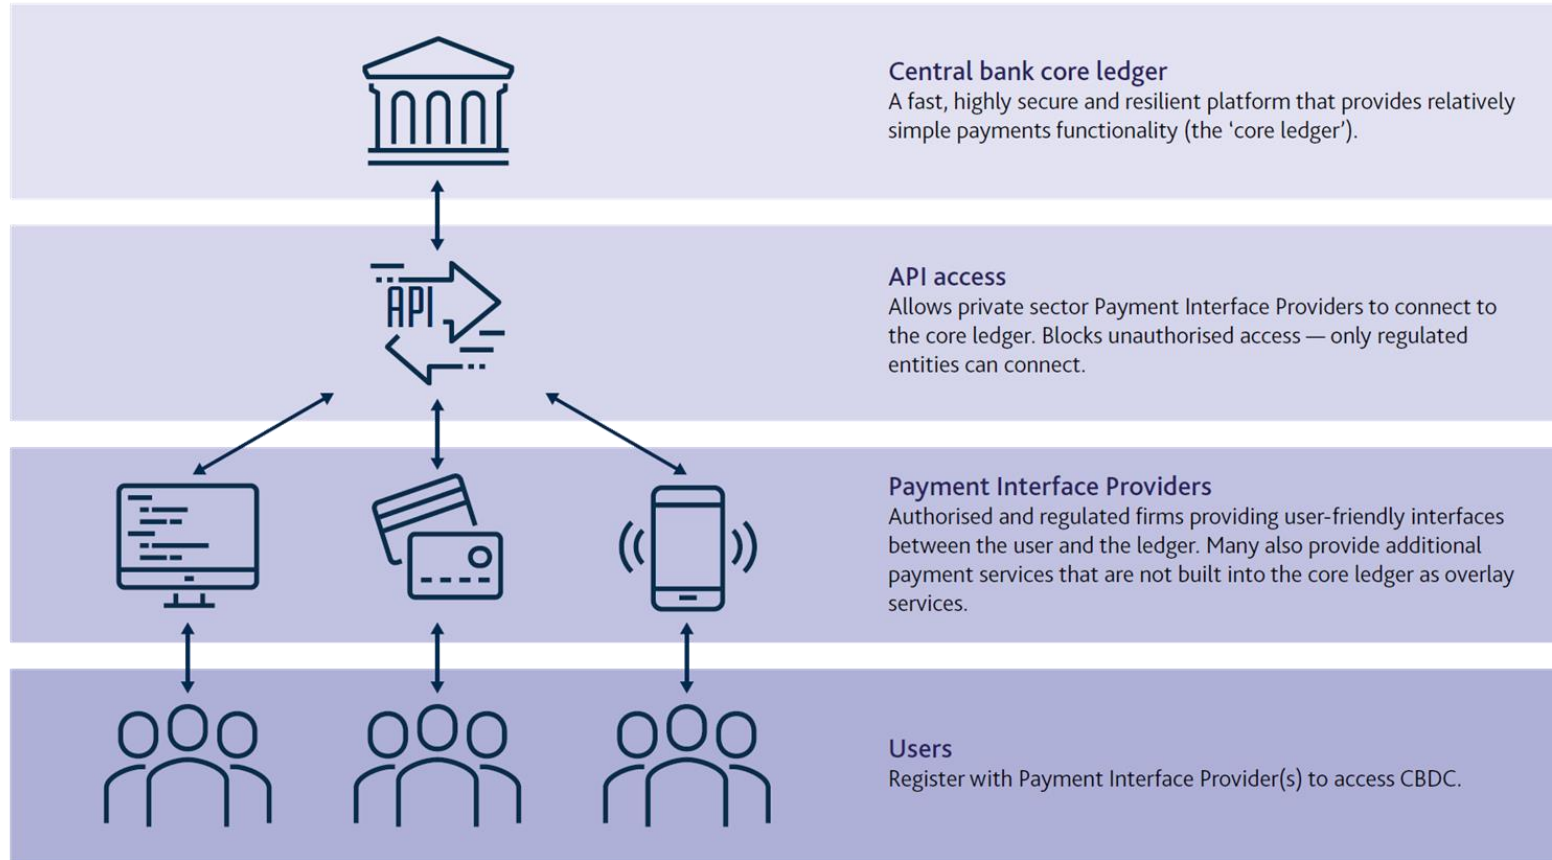 Central bank core ledger
A fast, highly secure and resilient platform that provides relatively
simple payments functionality (the ‘core ledger’).
API
API access
Allows private sector Payment Interface Providers to connect to
the core ledger. Blocks unauthorised access — only regulated
entities can connect.
Payment Interface Providers
Authorised and regulated firms providing user-friendly interfaces
between the user and the ledger. Many also provide additional
payment services that are not built into the core ledger as overlay
services.
Users
Register with Payment Interface Provider(s) to access CBDC.